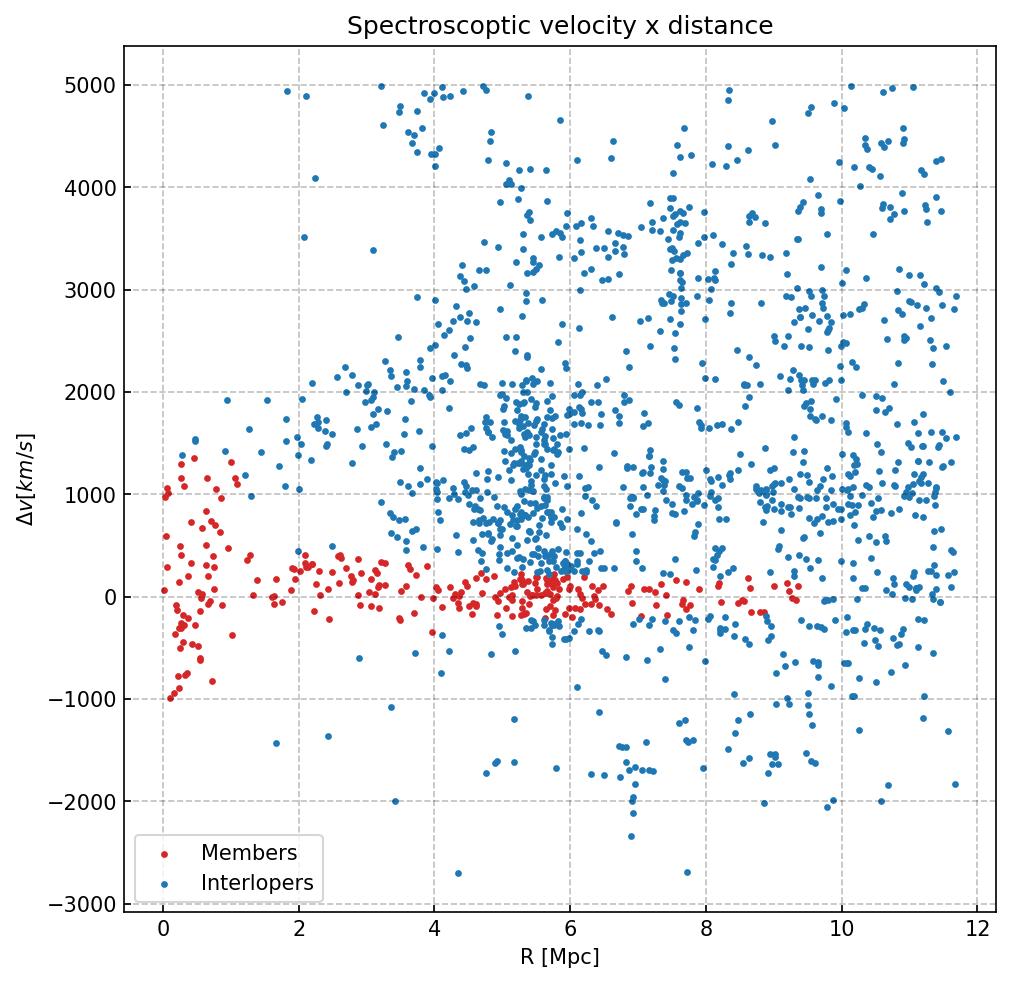 Spectroscoptic velocity x distance
5000
4000
3000
2000
1000
0
−1000
−2000
−3000
Δv[km/s]
Members
Interlopers
0 2 4 6 8 10 12
R [Mpc]